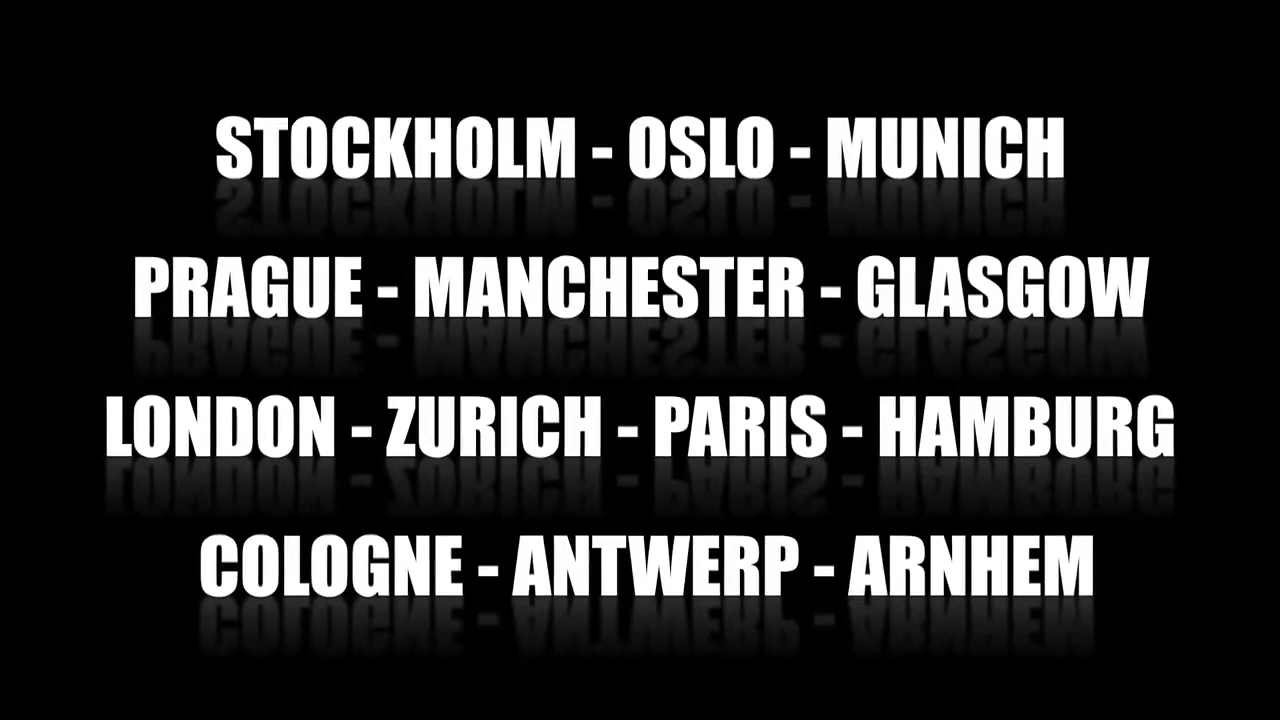 STOCKHOLM - OSLO - MUNICH
PRAGUE - MANCHESTER - GLASGOW
LONDON - ZURICH - PARIS - HAMBURG
COLOGNE - ANTWERP - ARNHEM